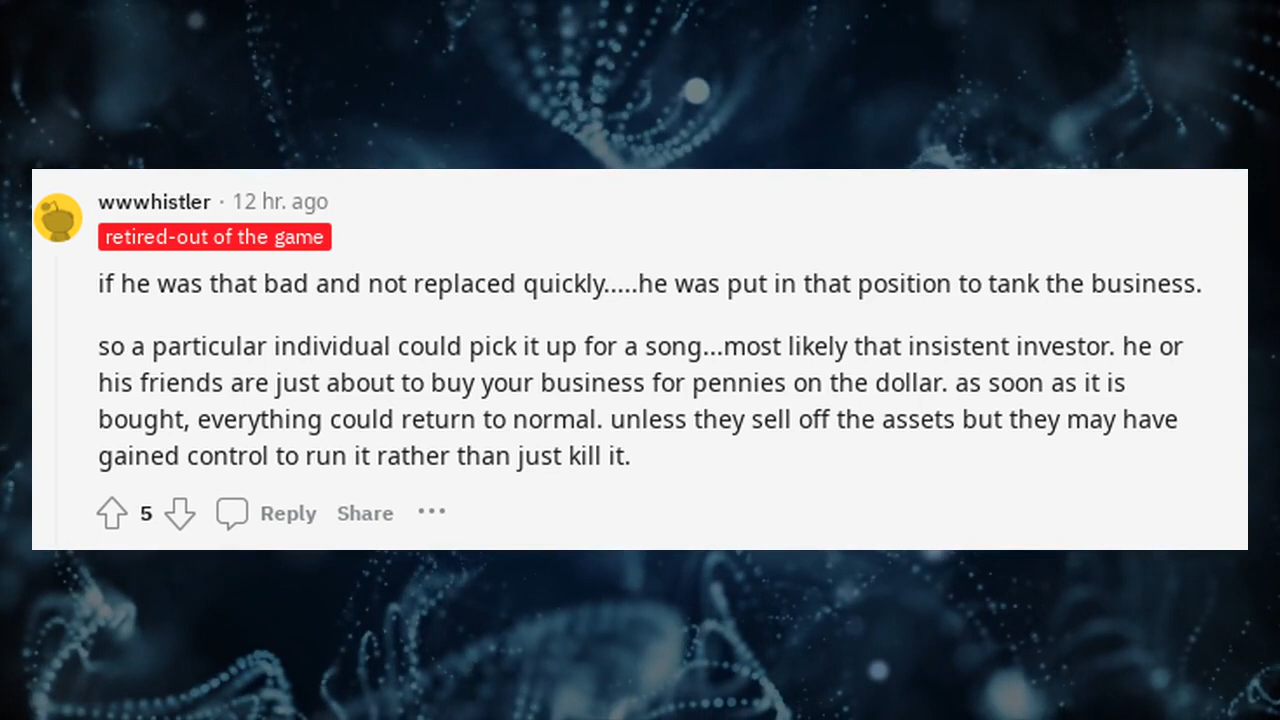 wwwhistler · 12 hr. ago
retired-out of the game
if he was that bad and not replaced quickly.....he was put in that position to tank the business.
so a particular individual could pick it up for a song...most likely that insistent investor. he or
his friends are just about to buy your business for pennies on the dollar. as soon as it is
bought, everything could return to normal. unless they sell off the assets but they may have
gained control to run it rather than just kill it.
5 Reply Share ···